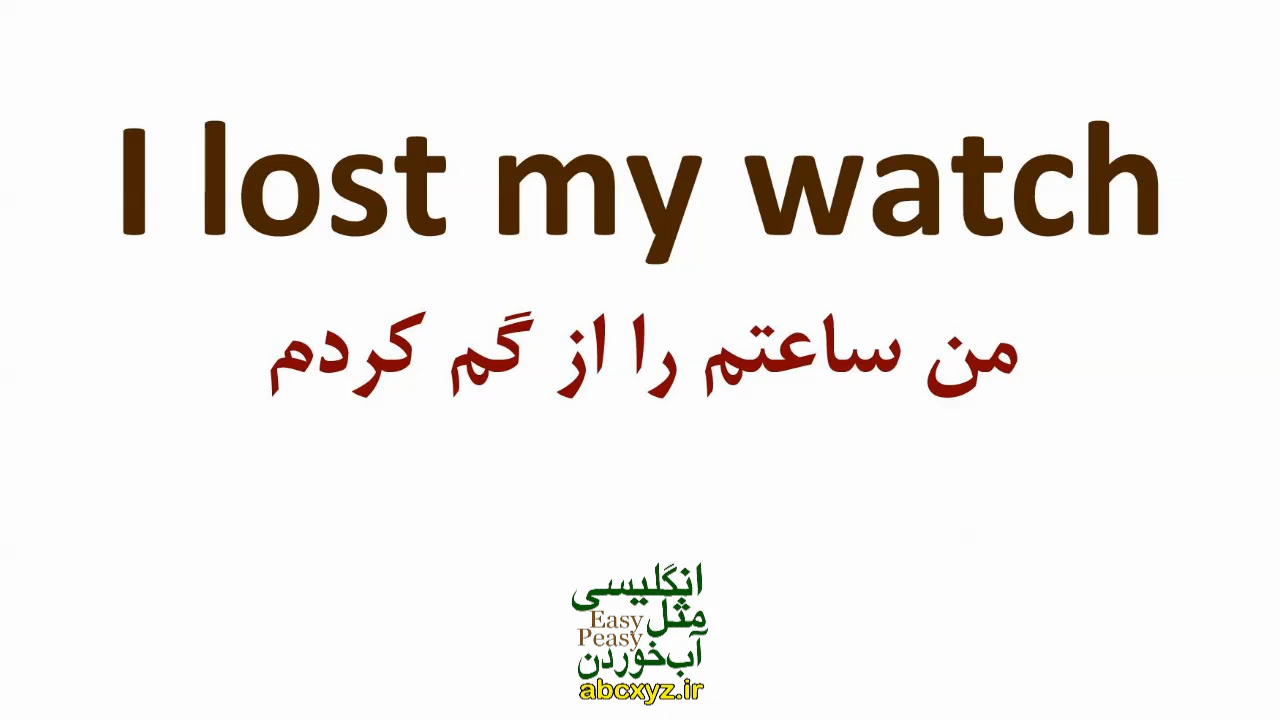 I lost my watch
من ساعتم را از گم کردم
انگلیسی
مثل Easy
Peasy
آب‌خوردن
abcxyz.ir